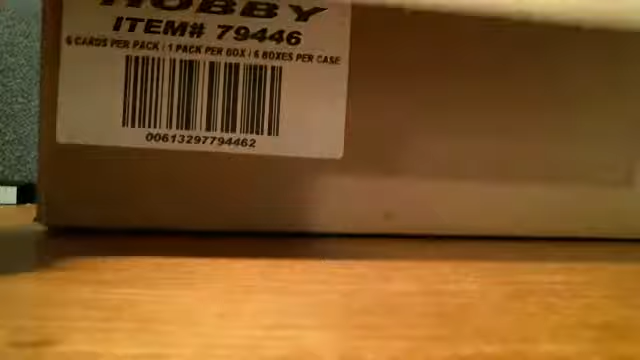 HOBBY
ITEM# 79446
6 CARDS PER PACK / 1 PACK PER BOX / 6 BOXES PER CASE
00613297794462